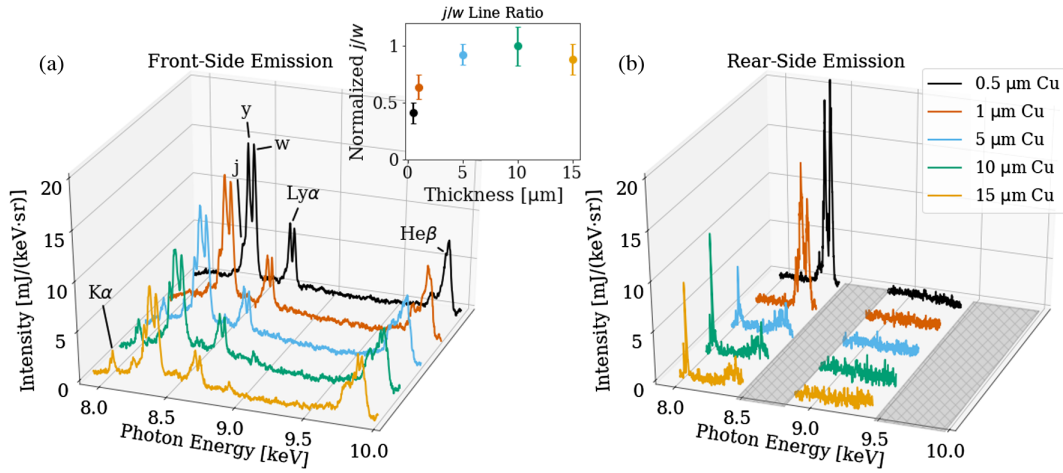 j/w Line Ratio
(a)
Front-Side Emission
Normalized j/w
1
0.5
0
0
5
10
15
Thickness [μm]
y
w
j
Lyα
Heβ
Kα
Intensity [mJ/(keV·sr)]
20
15
10
5
0
8.0
8.5
9.0
9.5
10.0
Photon Energy [keV]
(b)
Rear-Side Emission
0.5 μm Cu
1 μm Cu
5 μm Cu
10 μm Cu
15 μm Cu
Intensity [mJ/(keV·sr)]
20
15
10
5
0
8.0
8.5
9.0
9.5
10.0
Photon Energy [keV]